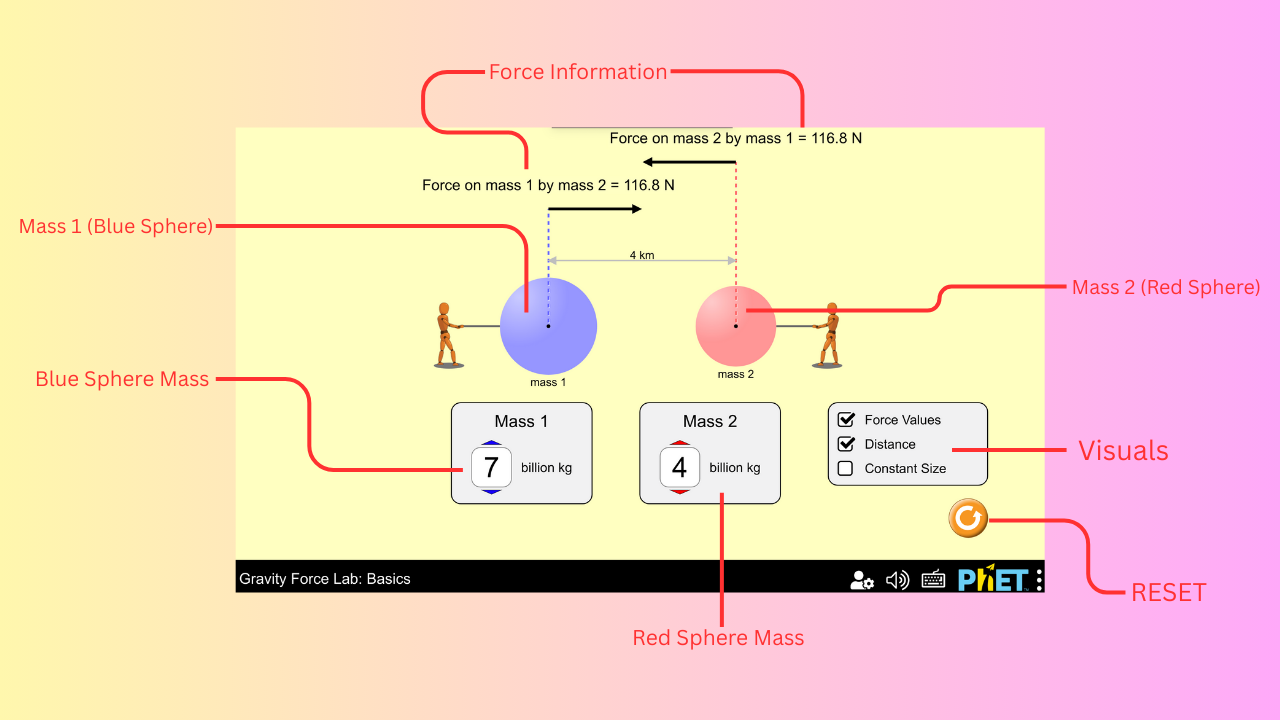 Force Information
Force on mass 2 by mass 1 = 116.8 N
Force on mass 1 by mass 2 = 116.8 N
Mass 1 (Blue Sphere)
4 km
Mass 2 (Red Sphere)
mass 1
mass 2
Blue Sphere Mass
Mass 1
7 billion kg
Mass 2
4 billion kg
Force Values
Distance
Constant Size
Visuals
RESET
Gravity Force Lab: Basics
PhET
Red Sphere Mass